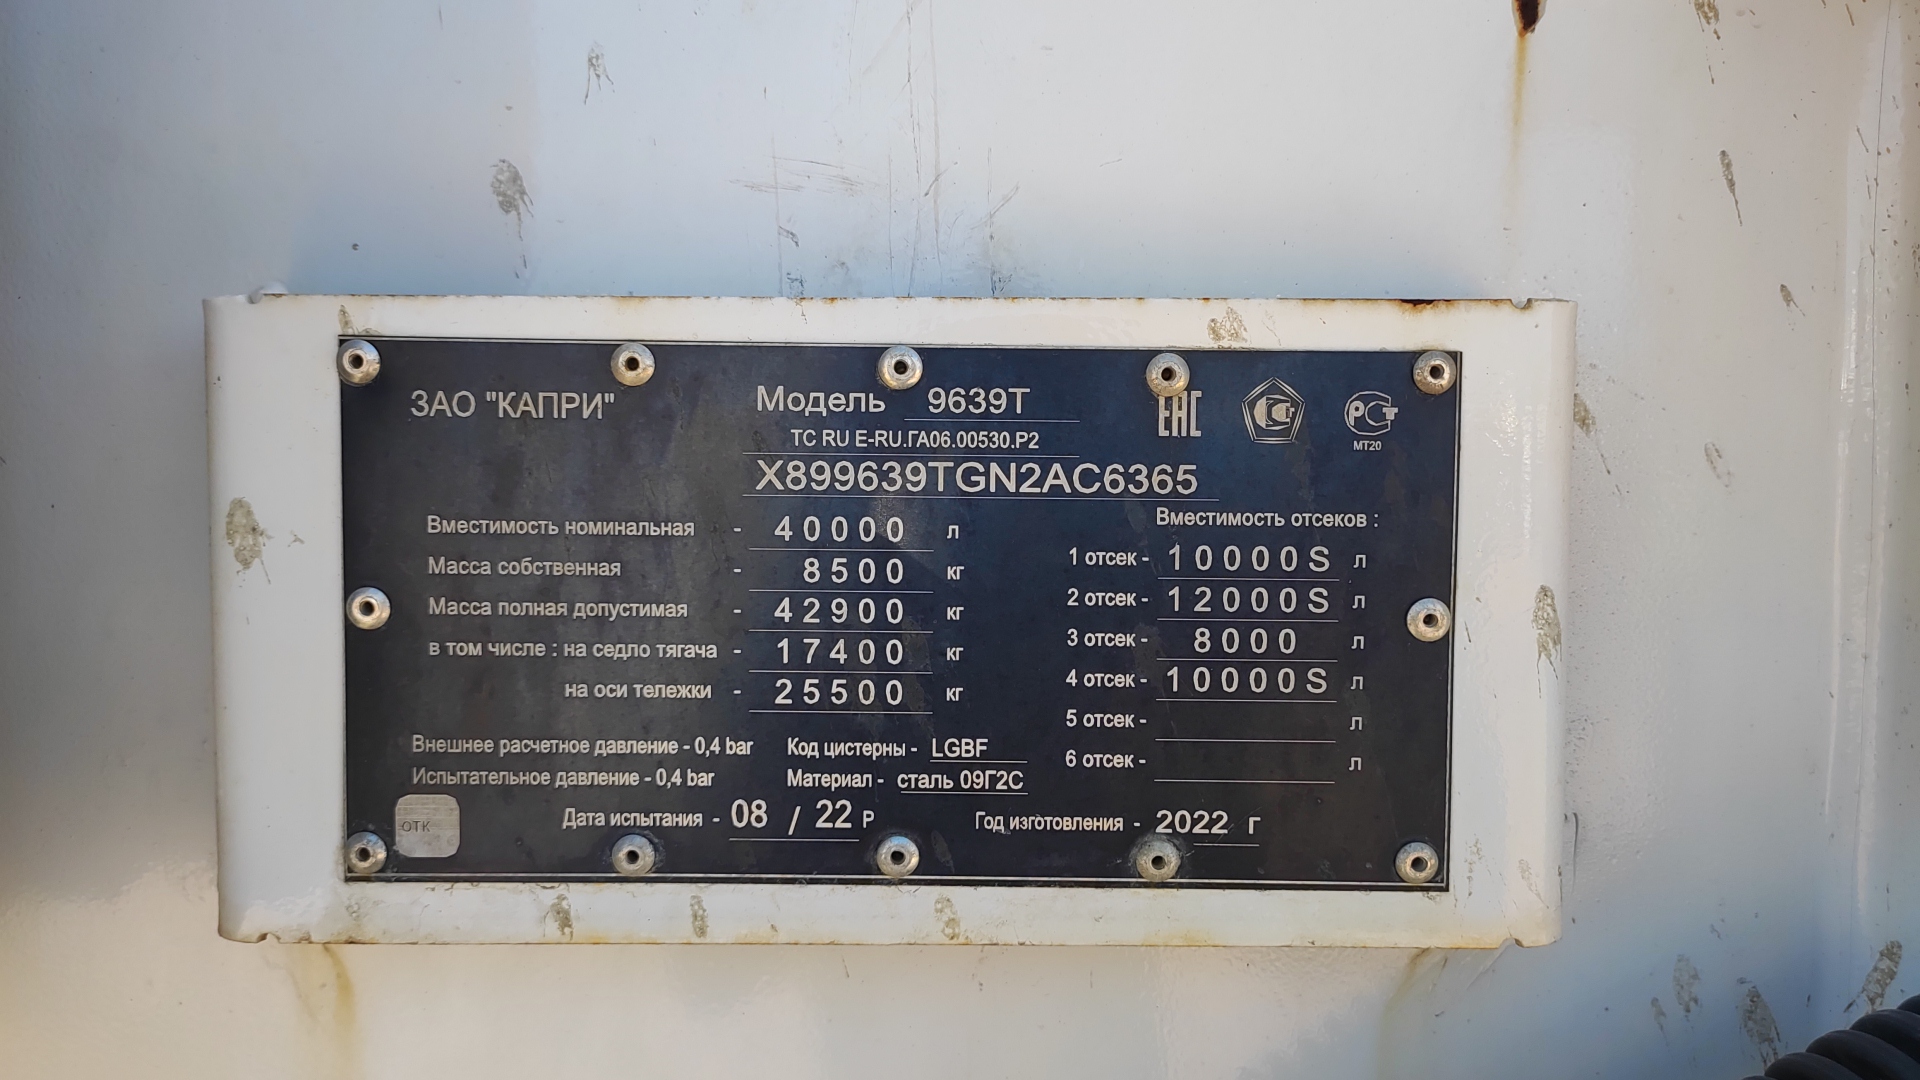 ЗАО "КАПРИ"
Модель 9639Т
ЕАС
РСТ
МТ20
ТС RU Е-RU.ГА06.00530.Р2
X899639TGN2AC6365
Вместимость номинальная - 40000 л
Масса собственная - 8500 кг
Масса полная допустимая - 42900 кг
в том числе : на седло тягача - 17400 кг
на оси тележки - 25500 кг
Вместимость отсеков :
1 отсек - 10000S л
2 отсек - 12000S л
3 отсек - 8000 л
4 отсек - 10000S л
5 отсек - л
6 отсек - л
Внешнее расчетное давление - 0,4 bar
Код цистерны - LGBF
Испытательное давление - 0,4 bar
Материал - сталь 09Г2С
ОТК
Дата испытания - 08 / 22 Р
Год изготовления - 2022 г